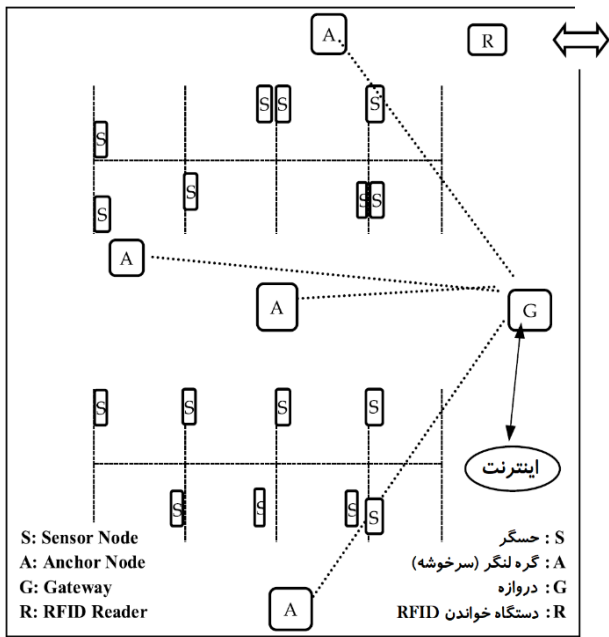 A
R
S S S
S
S S S
S
A
A
G
S S S S
اینترنت
S S S S
S: Sensor Node
A: Anchor Node
G: Gateway
R: RFID Reader
S : حسگر
A : گره لنگر (سرخوشه)
G : دروازه
R : دستگاه خواندن RFID
A